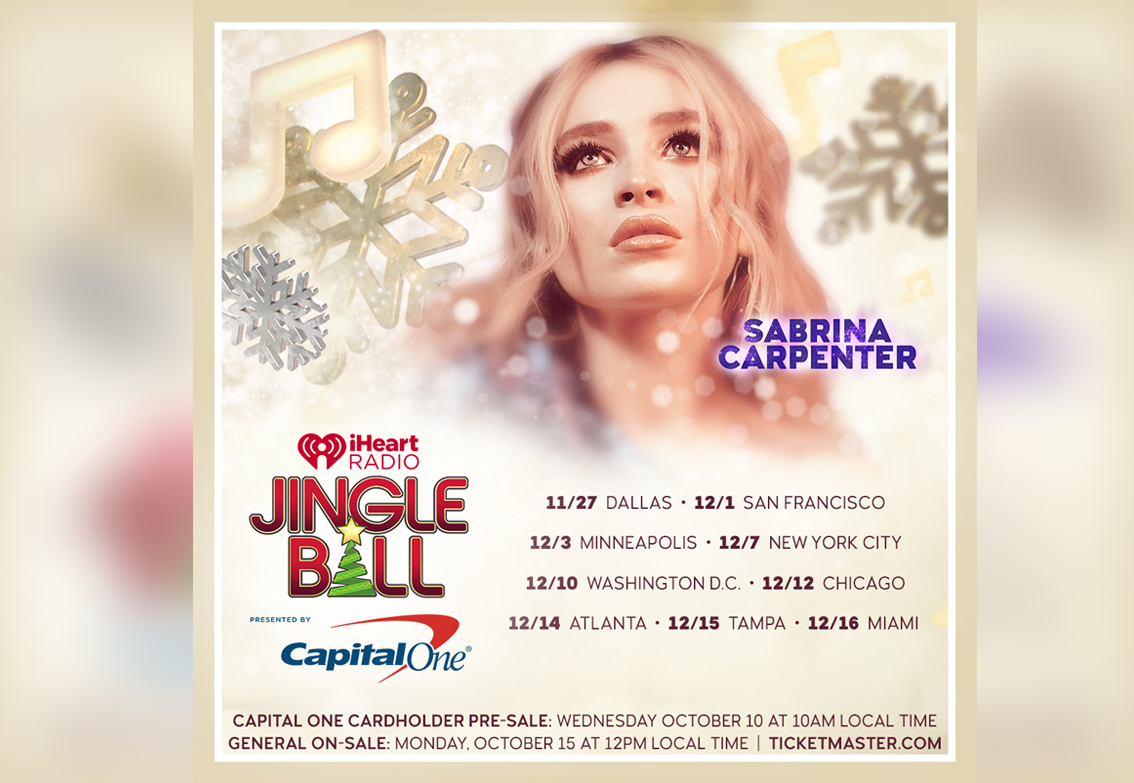 SABRINA
CARPENTER
iHeart
RADIO
JINGLE
BALL
PRESENTED BY
CapitalOne®
11/27 DALLAS • 12/1 SAN FRANCISCO
12/3 MINNEAPOLIS • 12/7 NEW YORK CITY
12/10 WASHINGTON D.C. • 12/12 CHICAGO
12/14 ATLANTA • 12/15 TAMPA • 12/16 MIAMI
CAPITAL ONE CARDHOLDER PRE-SALE: WEDNESDAY OCTOBER 10 AT 10AM LOCAL TIME
GENERAL ON-SALE: MONDAY, OCTOBER 15 AT 12PM LOCAL TIME | TICKETMASTER.COM